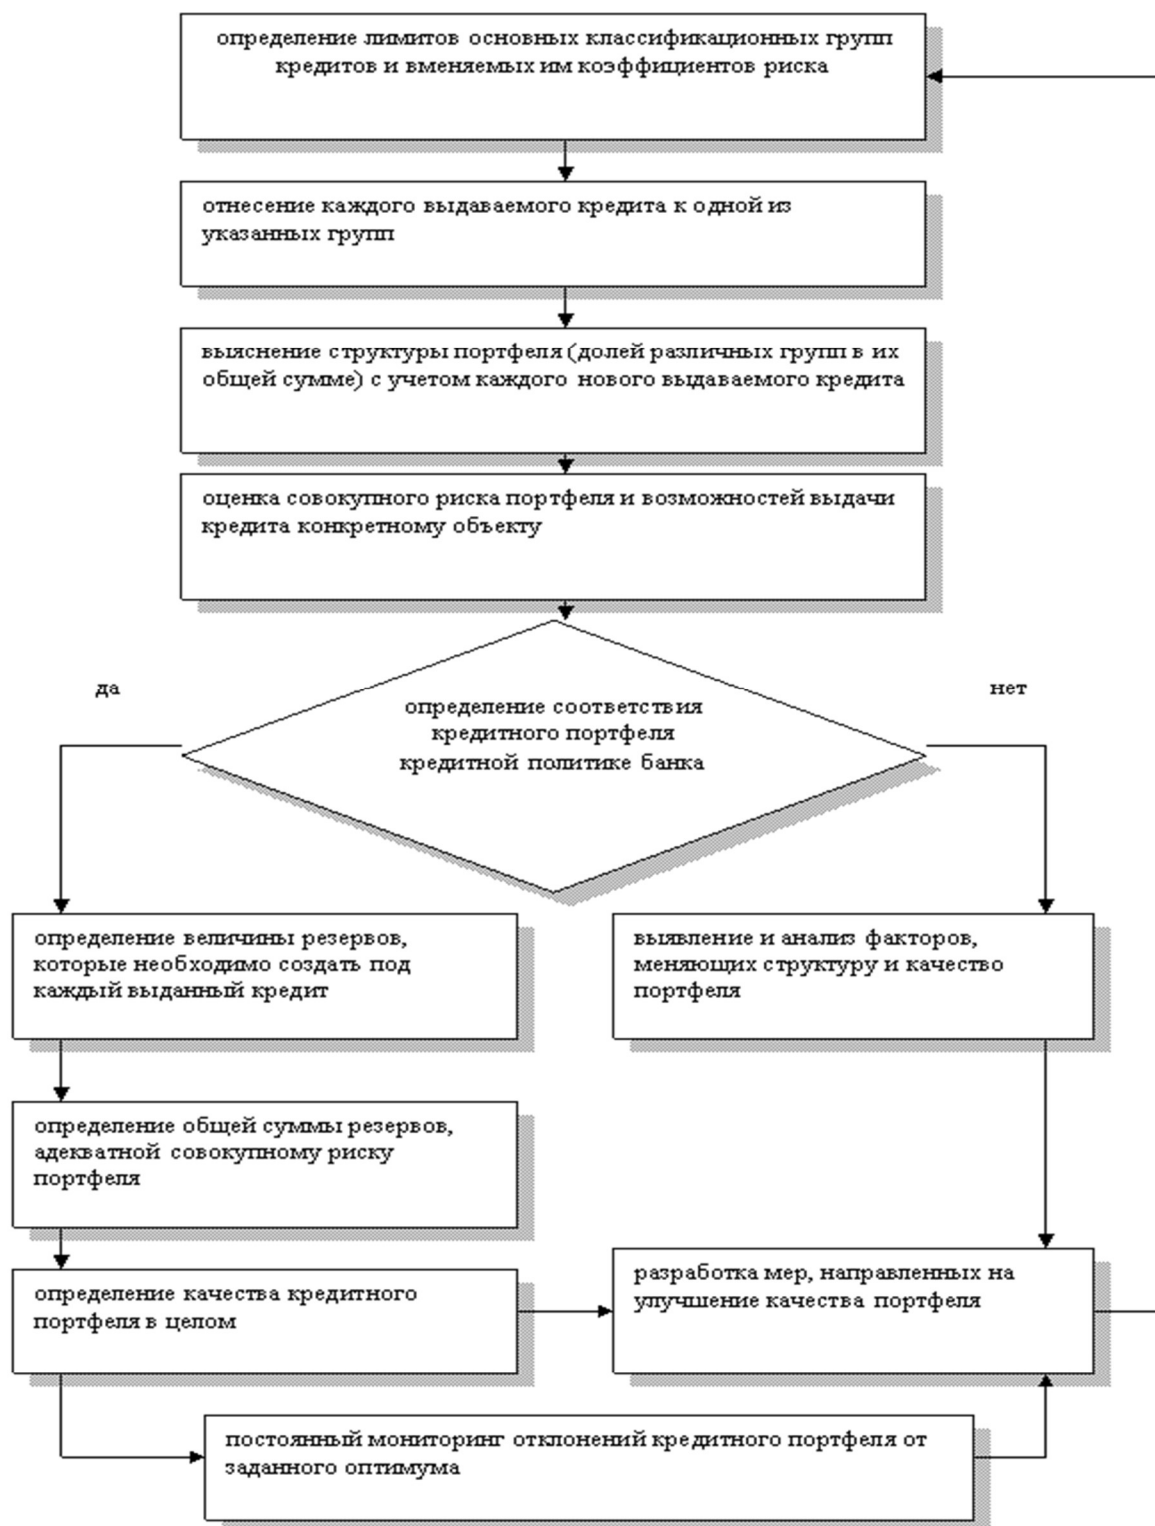 определение лимитов основных классификационных групп
кредитов и вменяемых им коэффициентов риска
отнесение каждого выдаваемого кредита к одной из
указанных групп
выяснение структуры портфеля (долей различных групп в их
общей сумме) с учетом каждого нового выдаваемого кредита
оценка совокупного риска портфеля и возможностей выдачи
кредита конкретному объекту
да
нет
определение соответствия
кредитного портфеля
кредитной политике банка
определение величины резервов,
которые необходимо создать под
каждый выданный кредит
выявление и анализ факторов,
меняющих структуру и качество
портфеля
определение общей суммы резервов,
адекватной совокупному риску
портфеля
определение качества кредитного
портфеля в целом
разработка мер, направленных на
улучшение качества портфеля
постоянный мониторинг отклонений кредитного портфеля от
заданного оптимума